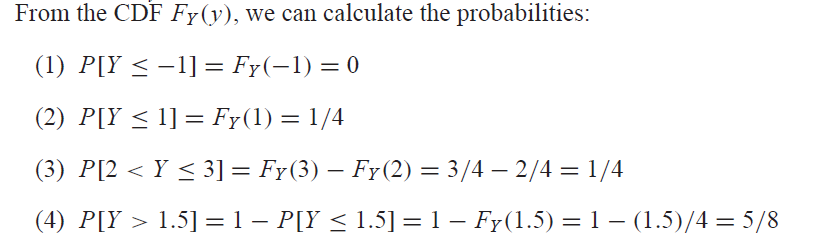 From the CDF F_Y(y), we can calculate the probabilities:
(1) P[Y ≤ −1] = F_Y(−1) = 0
(2) P[Y ≤ 1] = F_Y(1) = 1/4
(3) P[2 < Y ≤ 3] = F_Y(3) − F_Y(2) = 3/4 − 2/4 = 1/4
(4) P[Y > 1.5] = 1 − P[Y ≤ 1.5] = 1 − F_Y(1.5) = 1 − (1.5)/4 = 5/8